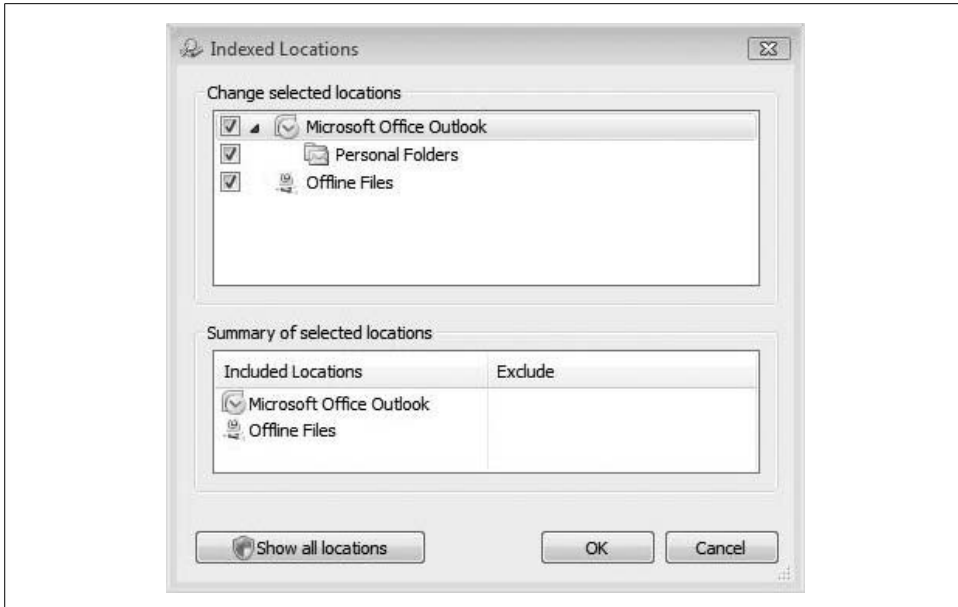 Indexed Locations
Change selected locations
Microsoft Office Outlook
Personal Folders
Offline Files
Summary of selected locations
Included Locations Exclude
Microsoft Office Outlook
Offline Files
Show all locations OK Cancel